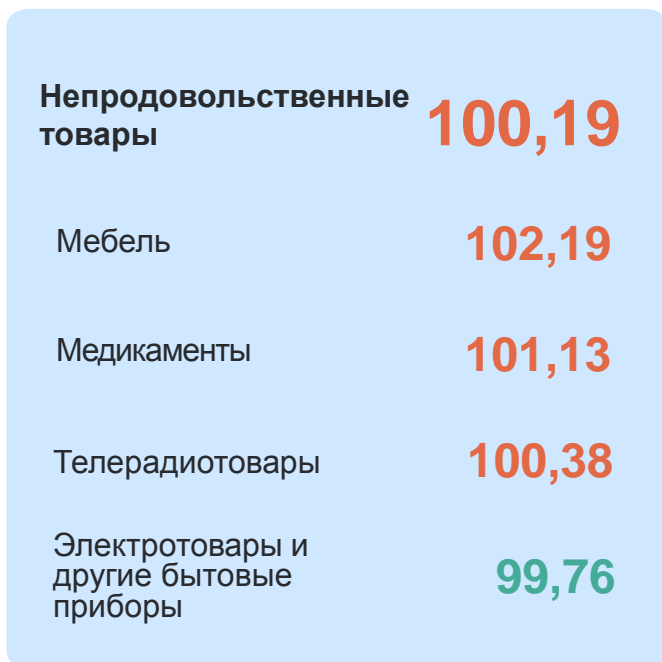 Непродовольственные
товары
100,19
Мебель
102,19
Медикаменты
101,13
Телерадиотовары
100,38
Электротовары и
другие бытовые
приборы
99,76